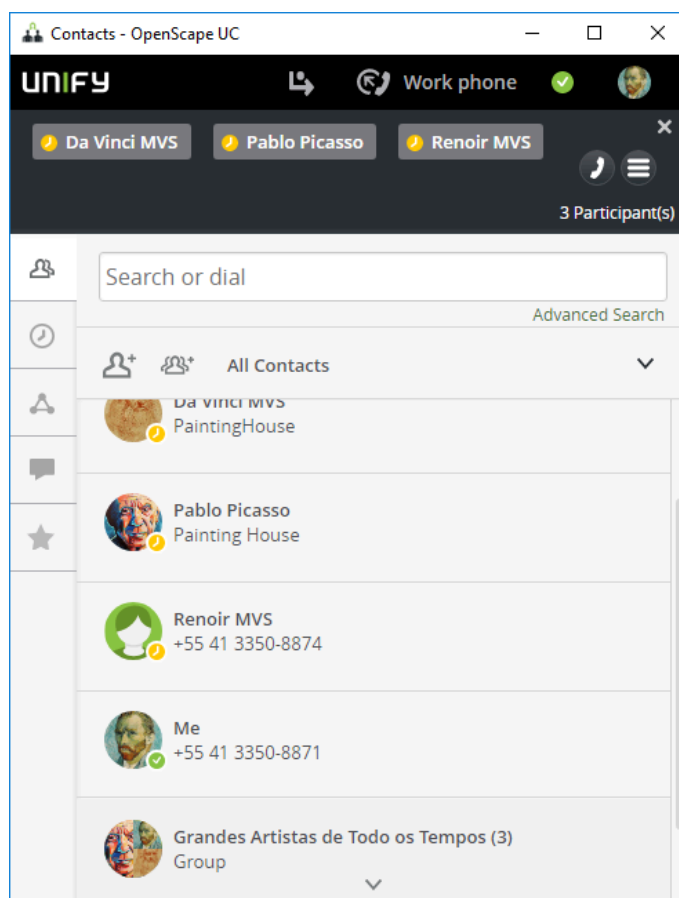 Contacts - OpenScape UC
UNIFY
Work phone
Da Vinci MVS
Pablo Picasso
Renoir MVS
3 Participant(s)
Search or dial
Advanced Search
All Contacts
Da Vinci MVS
PaintingHouse
Pablo Picasso
Painting House
Renoir MVS
+55 41 3350-8874
Me
+55 41 3350-8871
Grandes Artistas de Todo os Tempos (3)
Group